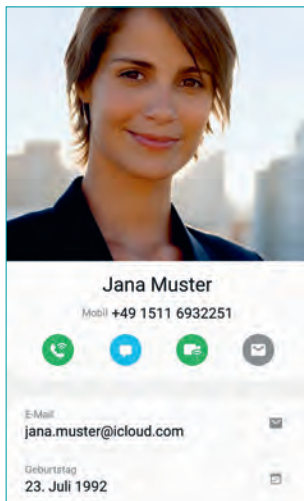 Jana Muster
Mobil +49 1511 6932251
E-Mail
jana.muster@icloud.com
Geburtstag
23. Juli 1992